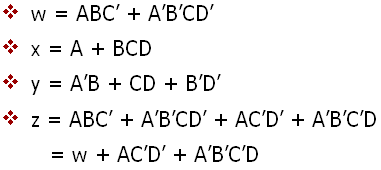 ❖ w = ABC′ + A′B′CD′
❖ x = A + BCD
❖ y = A′B + CD + B′D′
❖ z = ABC′ + A′B′CD′ + AC′D′ + A′B′C′D
= w + AC′D′ + A′B′C′D